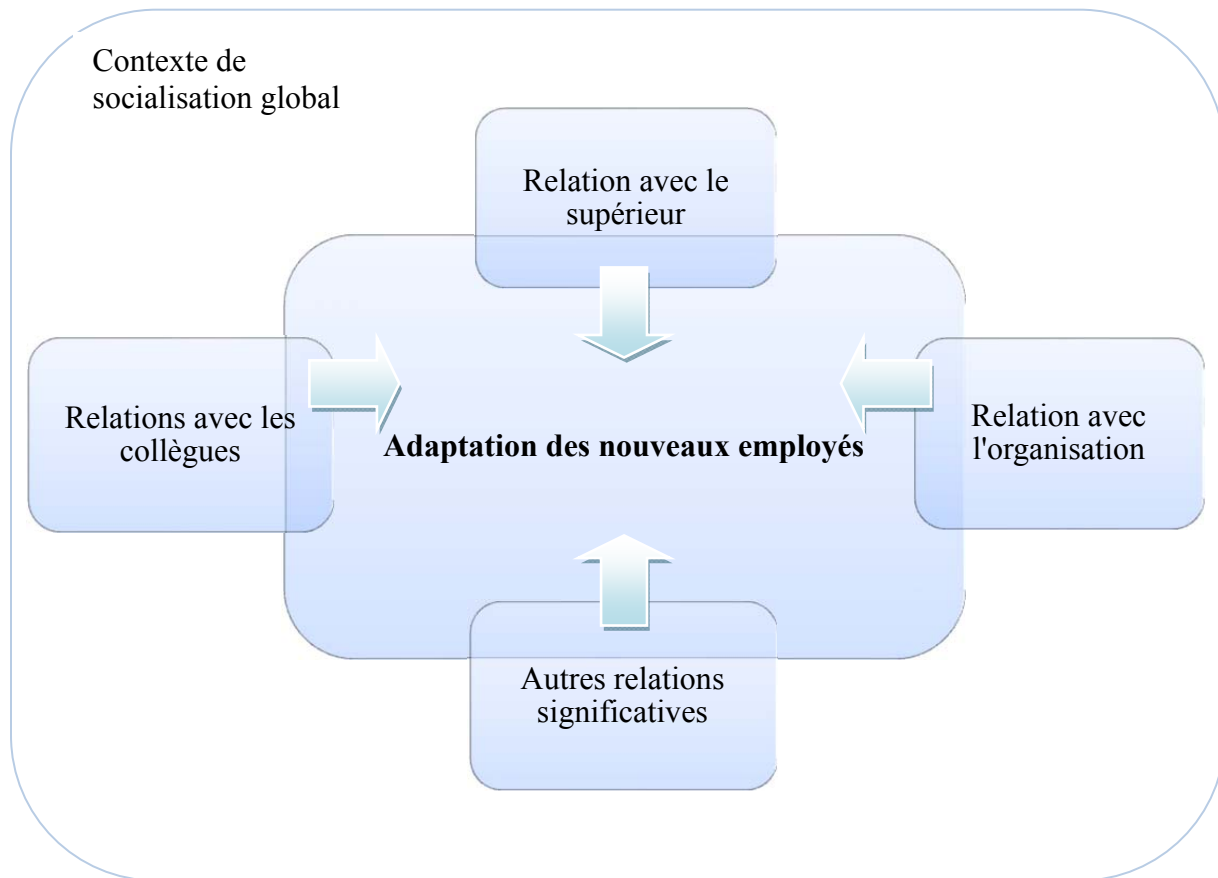 Contexte de
socialisation global
Relation avec le
supérieur
Relations avec les
collègues
Adaptation des nouveaux employés
Relation avec
l'organisation
Autres relations
significatives